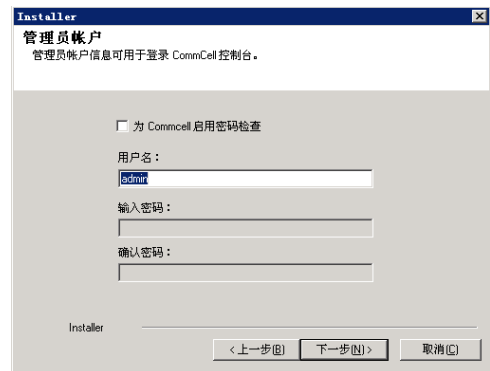 Installer
管理员帐户
管理员帐户信息可用于登录 CommCell 控制台。
为 Commcell 启用密码检查
用户名：
admin
输入密码：
确认密码：
Installer
<上一步(B) 下一步(N)> 取消(C)